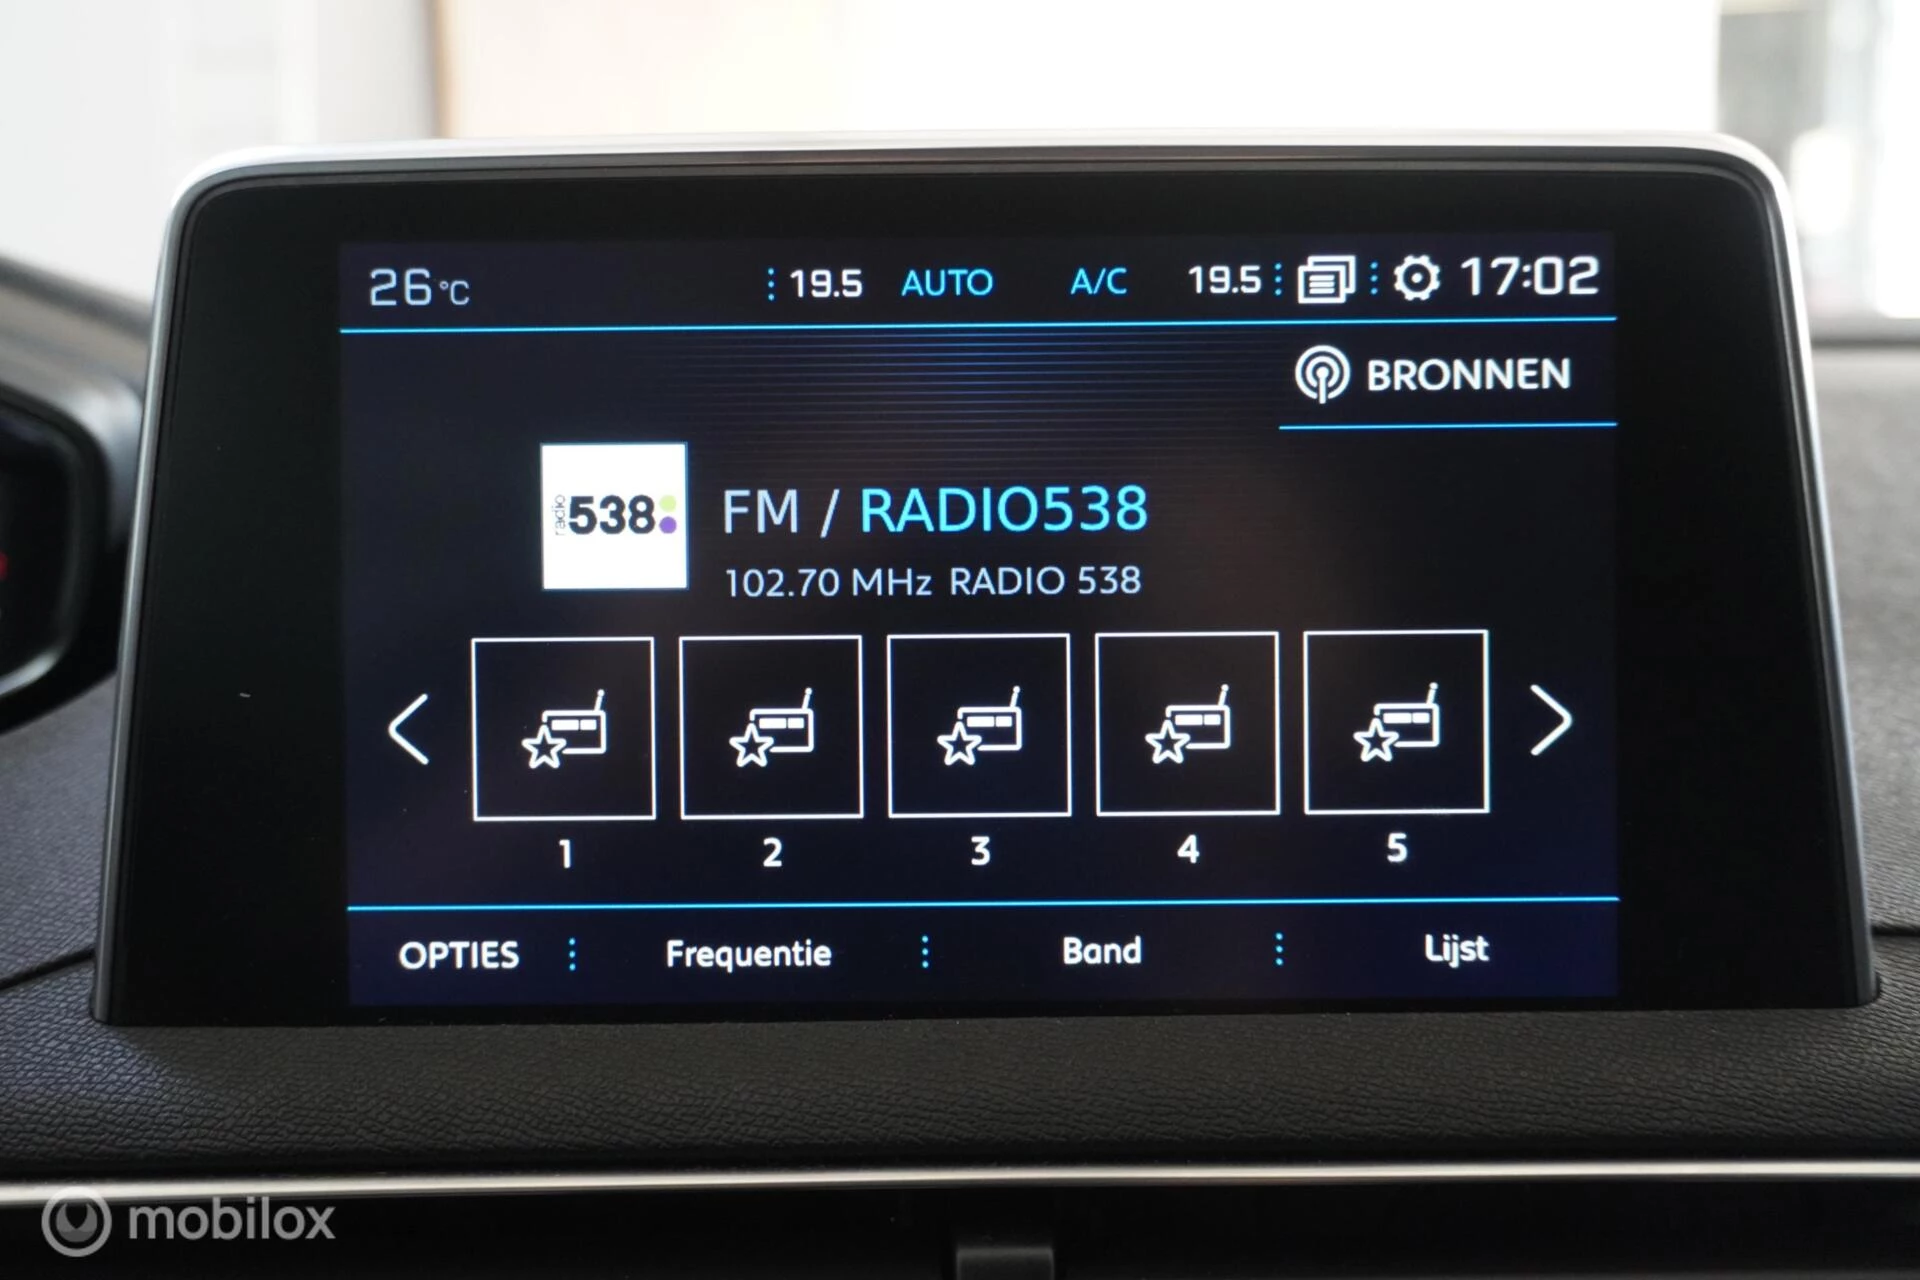 26°C 19.5 AUTO A/C 19.5 17:02
BRONNEN
radio 538
FM / RADIO538
102.70 MHz RADIO 538
1 2 3 4 5
OPTIES Frequentie Band Lijst
mobilox